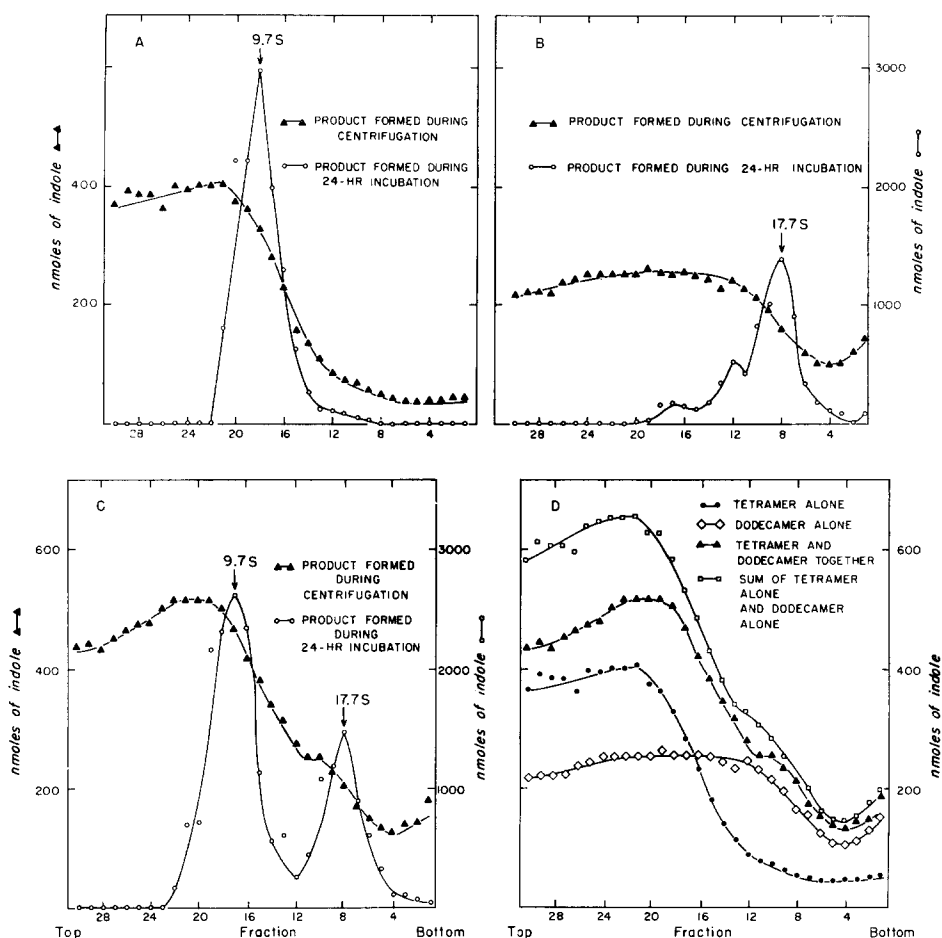 A
9.7S
PRODUCT FORMED DURING
CENTRIFUGATION
PRODUCT FORMED DURING
24-HR INCUBATION
nmoles of indole
400
200
28 24 20 16 12 8 4
B
PRODUCT FORMED DURING CENTRIFUGATION
PRODUCT FORMED DURING 24-HR INCUBATION
17.7S
3000
2000
1000
nmoles of indole
28 24 20 16 12 8 4
C
9.7S
PRODUCT FORMED
DURING
CENTRIFUGATION
PRODUCT FORMED
DURING
24-HR INCUBATION
17.7S
600
400
200
nmoles of indole
3000
2000
1000
nmoles of indole
28 24 20 16 12 8 4
Top Fraction Bottom
D
TETRAMER ALONE
DODECAMER ALONE
TETRAMER AND
DODECAMER TOGETHER
SUM OF TETRAMER
ALONE
AND DODECAMER
ALONE
600
400
200
nmoles of indole
28 24 20 16 12 8 4
Top Fraction Bottom